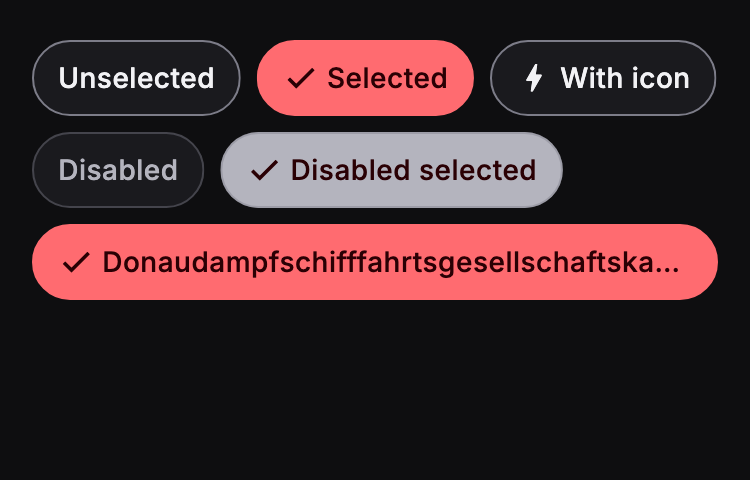 Unselected Selected With icon
Disabled Disabled selected
Donaudampfschifffahrtsgesellschaftska...